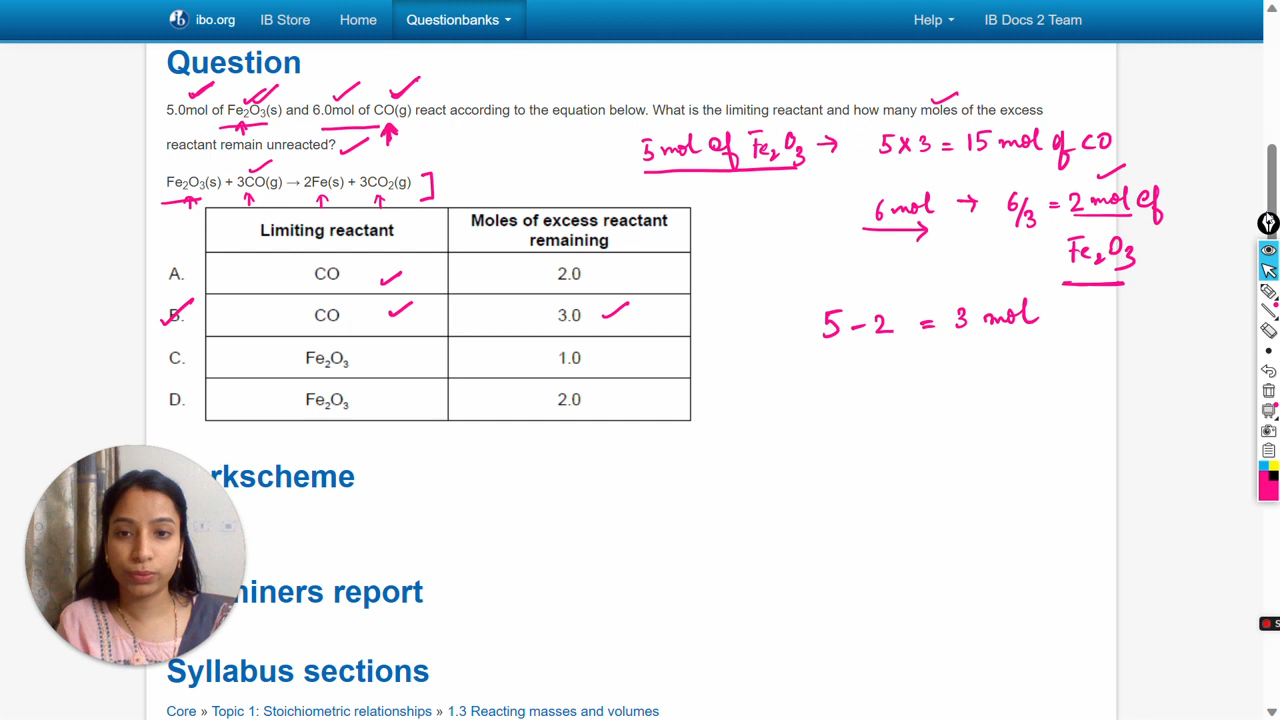 ibo.org IB Store Home Questionbanks Help IB Docs 2 Team
Question
5.0mol of Fe₂O₃(s) and 6.0mol of CO(g) react according to the equation below. What is the limiting reactant and how many moles of the excess
reactant remain unreacted?
5 mol of Fe₂O₃ → 5 × 3 = 15 mol of CO
Fe₂O₃(s) + 3CO(g) → 2Fe(s) + 3CO₂(g) ]
6 mol → 6/3 = 2 mol of
Fe₂O₃
5 - 2 = 3 mol
Limiting reactant Moles of excess reactant
remaining
A. CO 2.0
B. CO 3.0
C. Fe₂O₃ 1.0
D. Fe₂O₃ 2.0
rkscheme
niners report
Syllabus sections
Core » Topic 1: Stoichiometric relationships » 1.3 Reacting masses and volumes